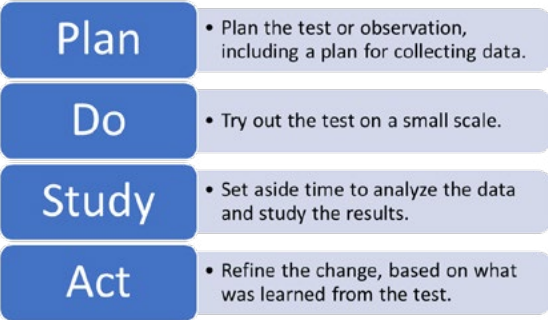 Plan
• Plan the test or observation,
including a plan for collecting data.
Do
• Try out the test on a small scale.
Study
• Set aside time to analyze the data
and study the results.
Act
• Refine the change, based on what
was learned from the test.